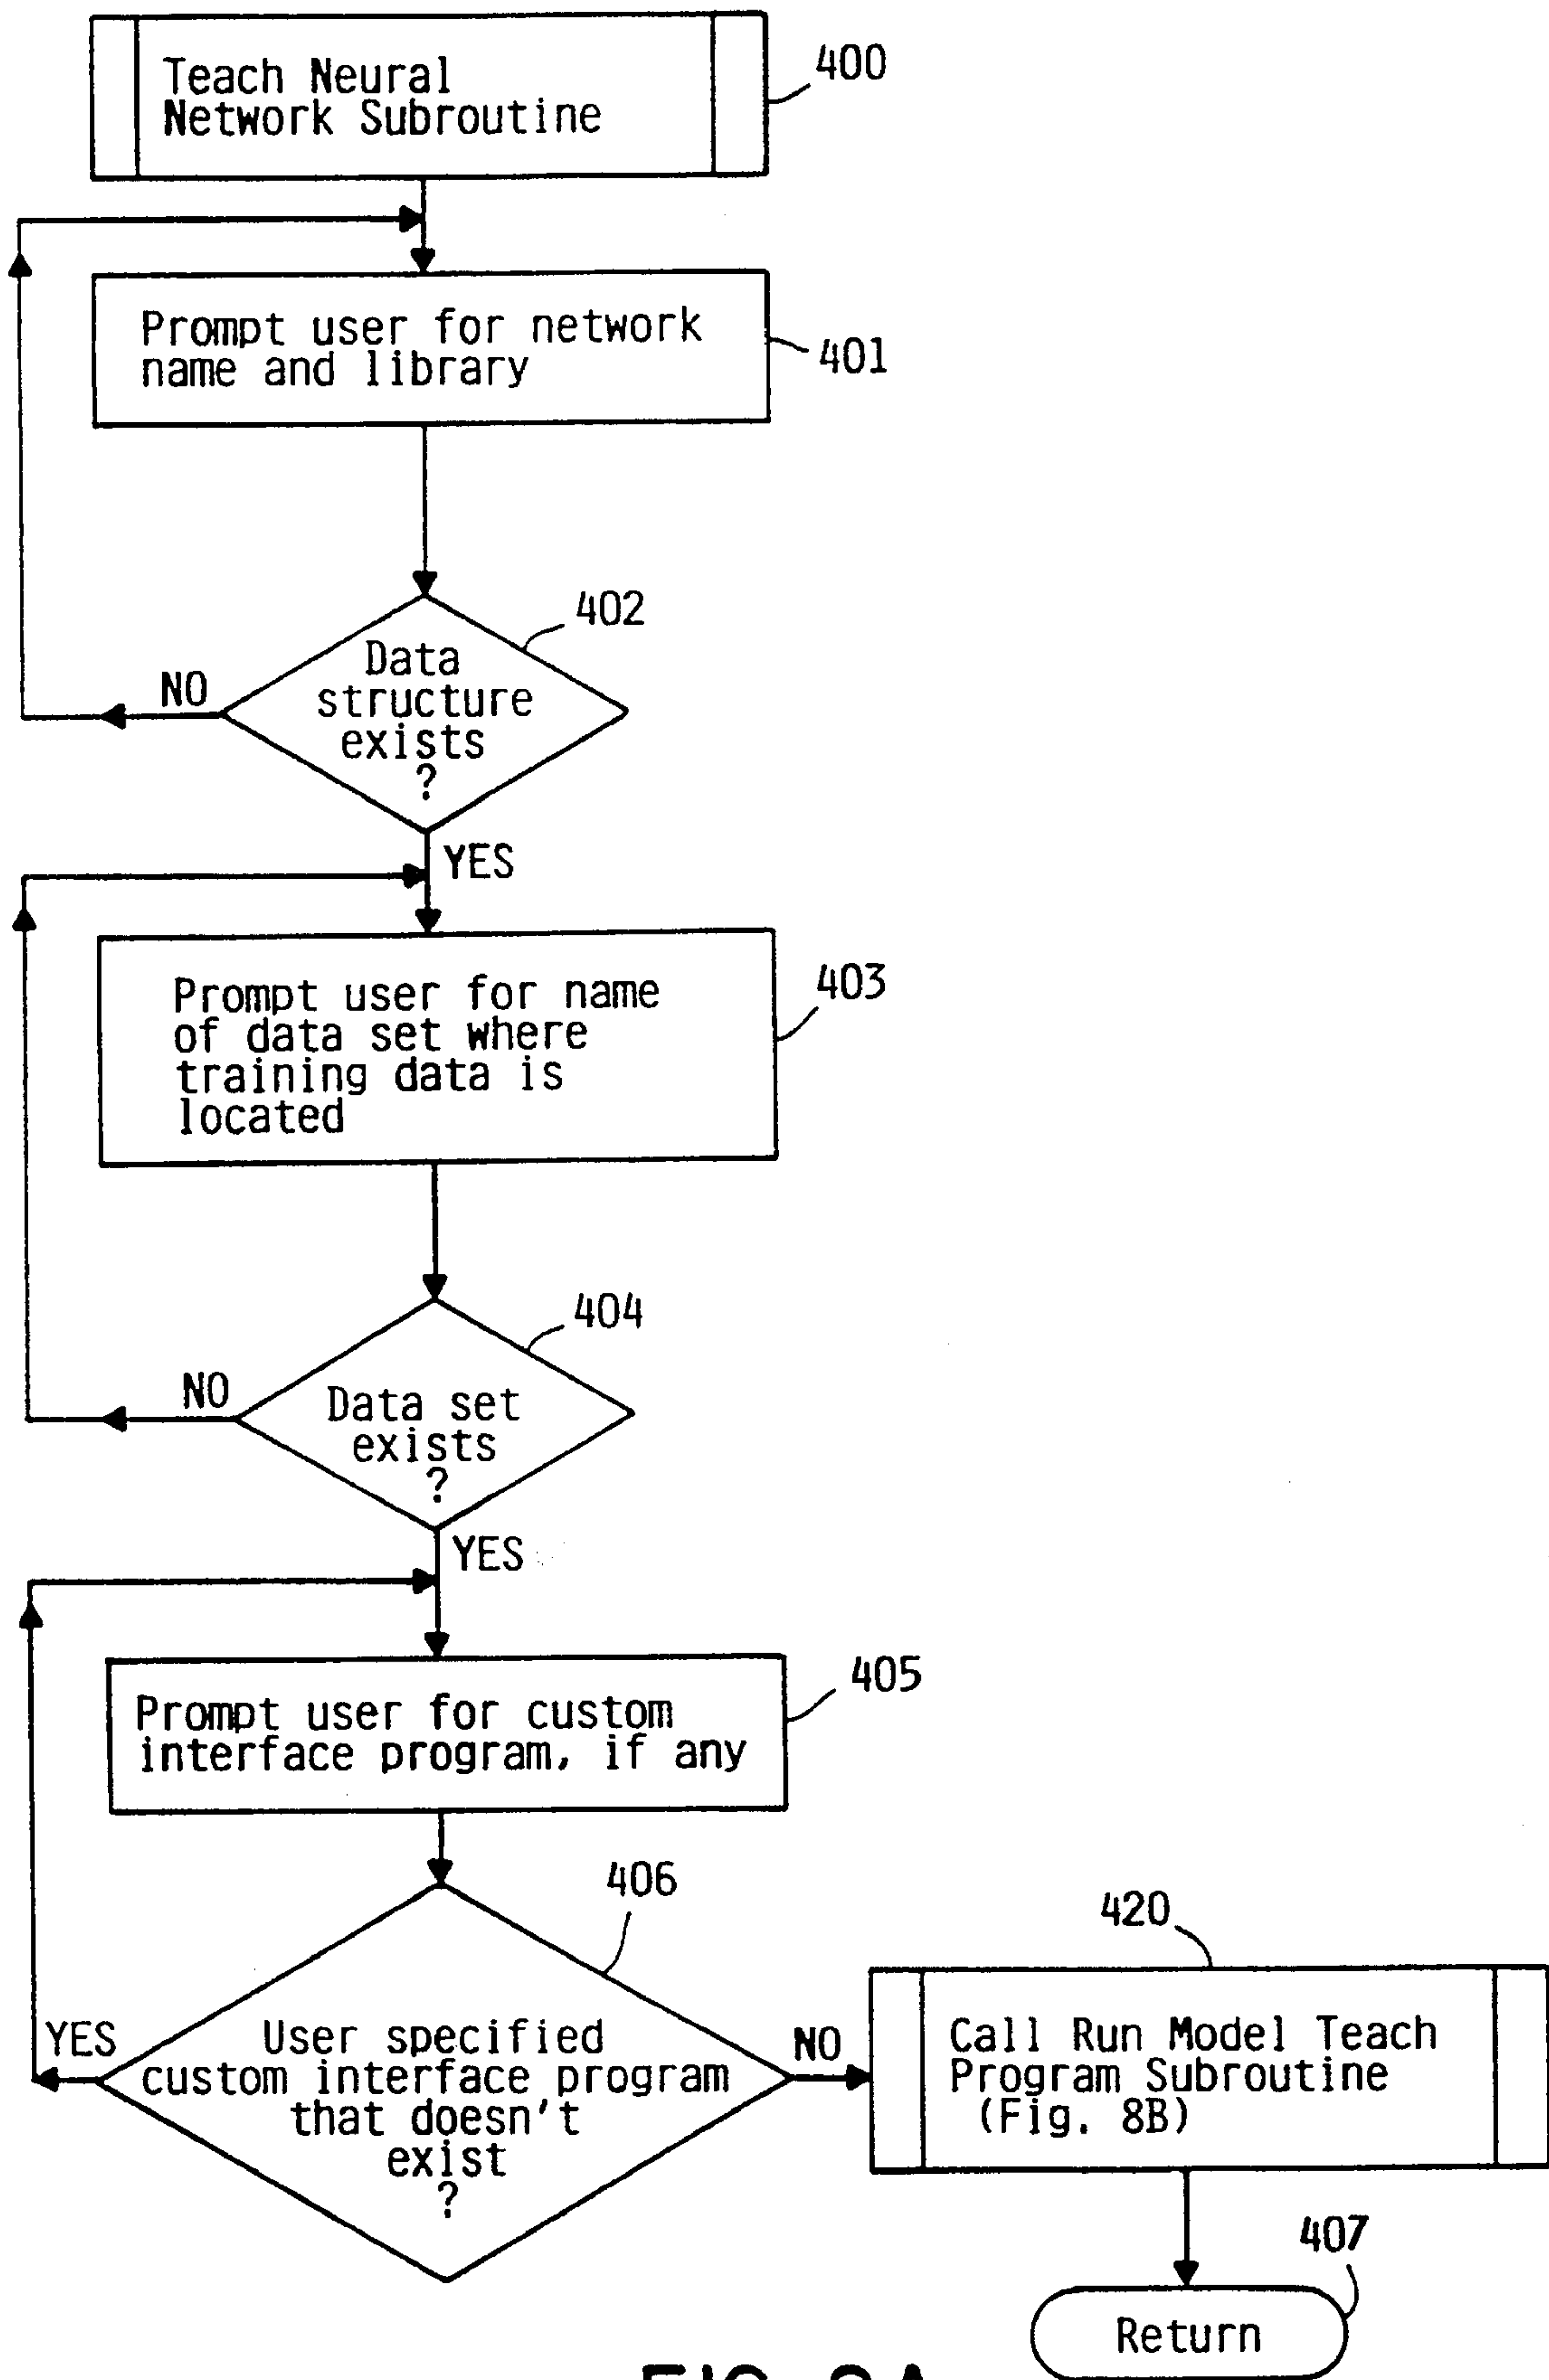 Teach Neural
Network Subroutine
400
Prompt user for network
name and library
401
402
Data
structure
exists
?
NO
YES
Prompt user for name
of data set where
training data is
located
403
404
Data set
exists
?
NO
YES
Prompt user for custom
interface program, if any
405
406
User specified
custom interface program
that doesn't
exist
?
YES
NO
420
Call Run Model Teach
Program Subroutine
(Fig. 8B)
407
Return